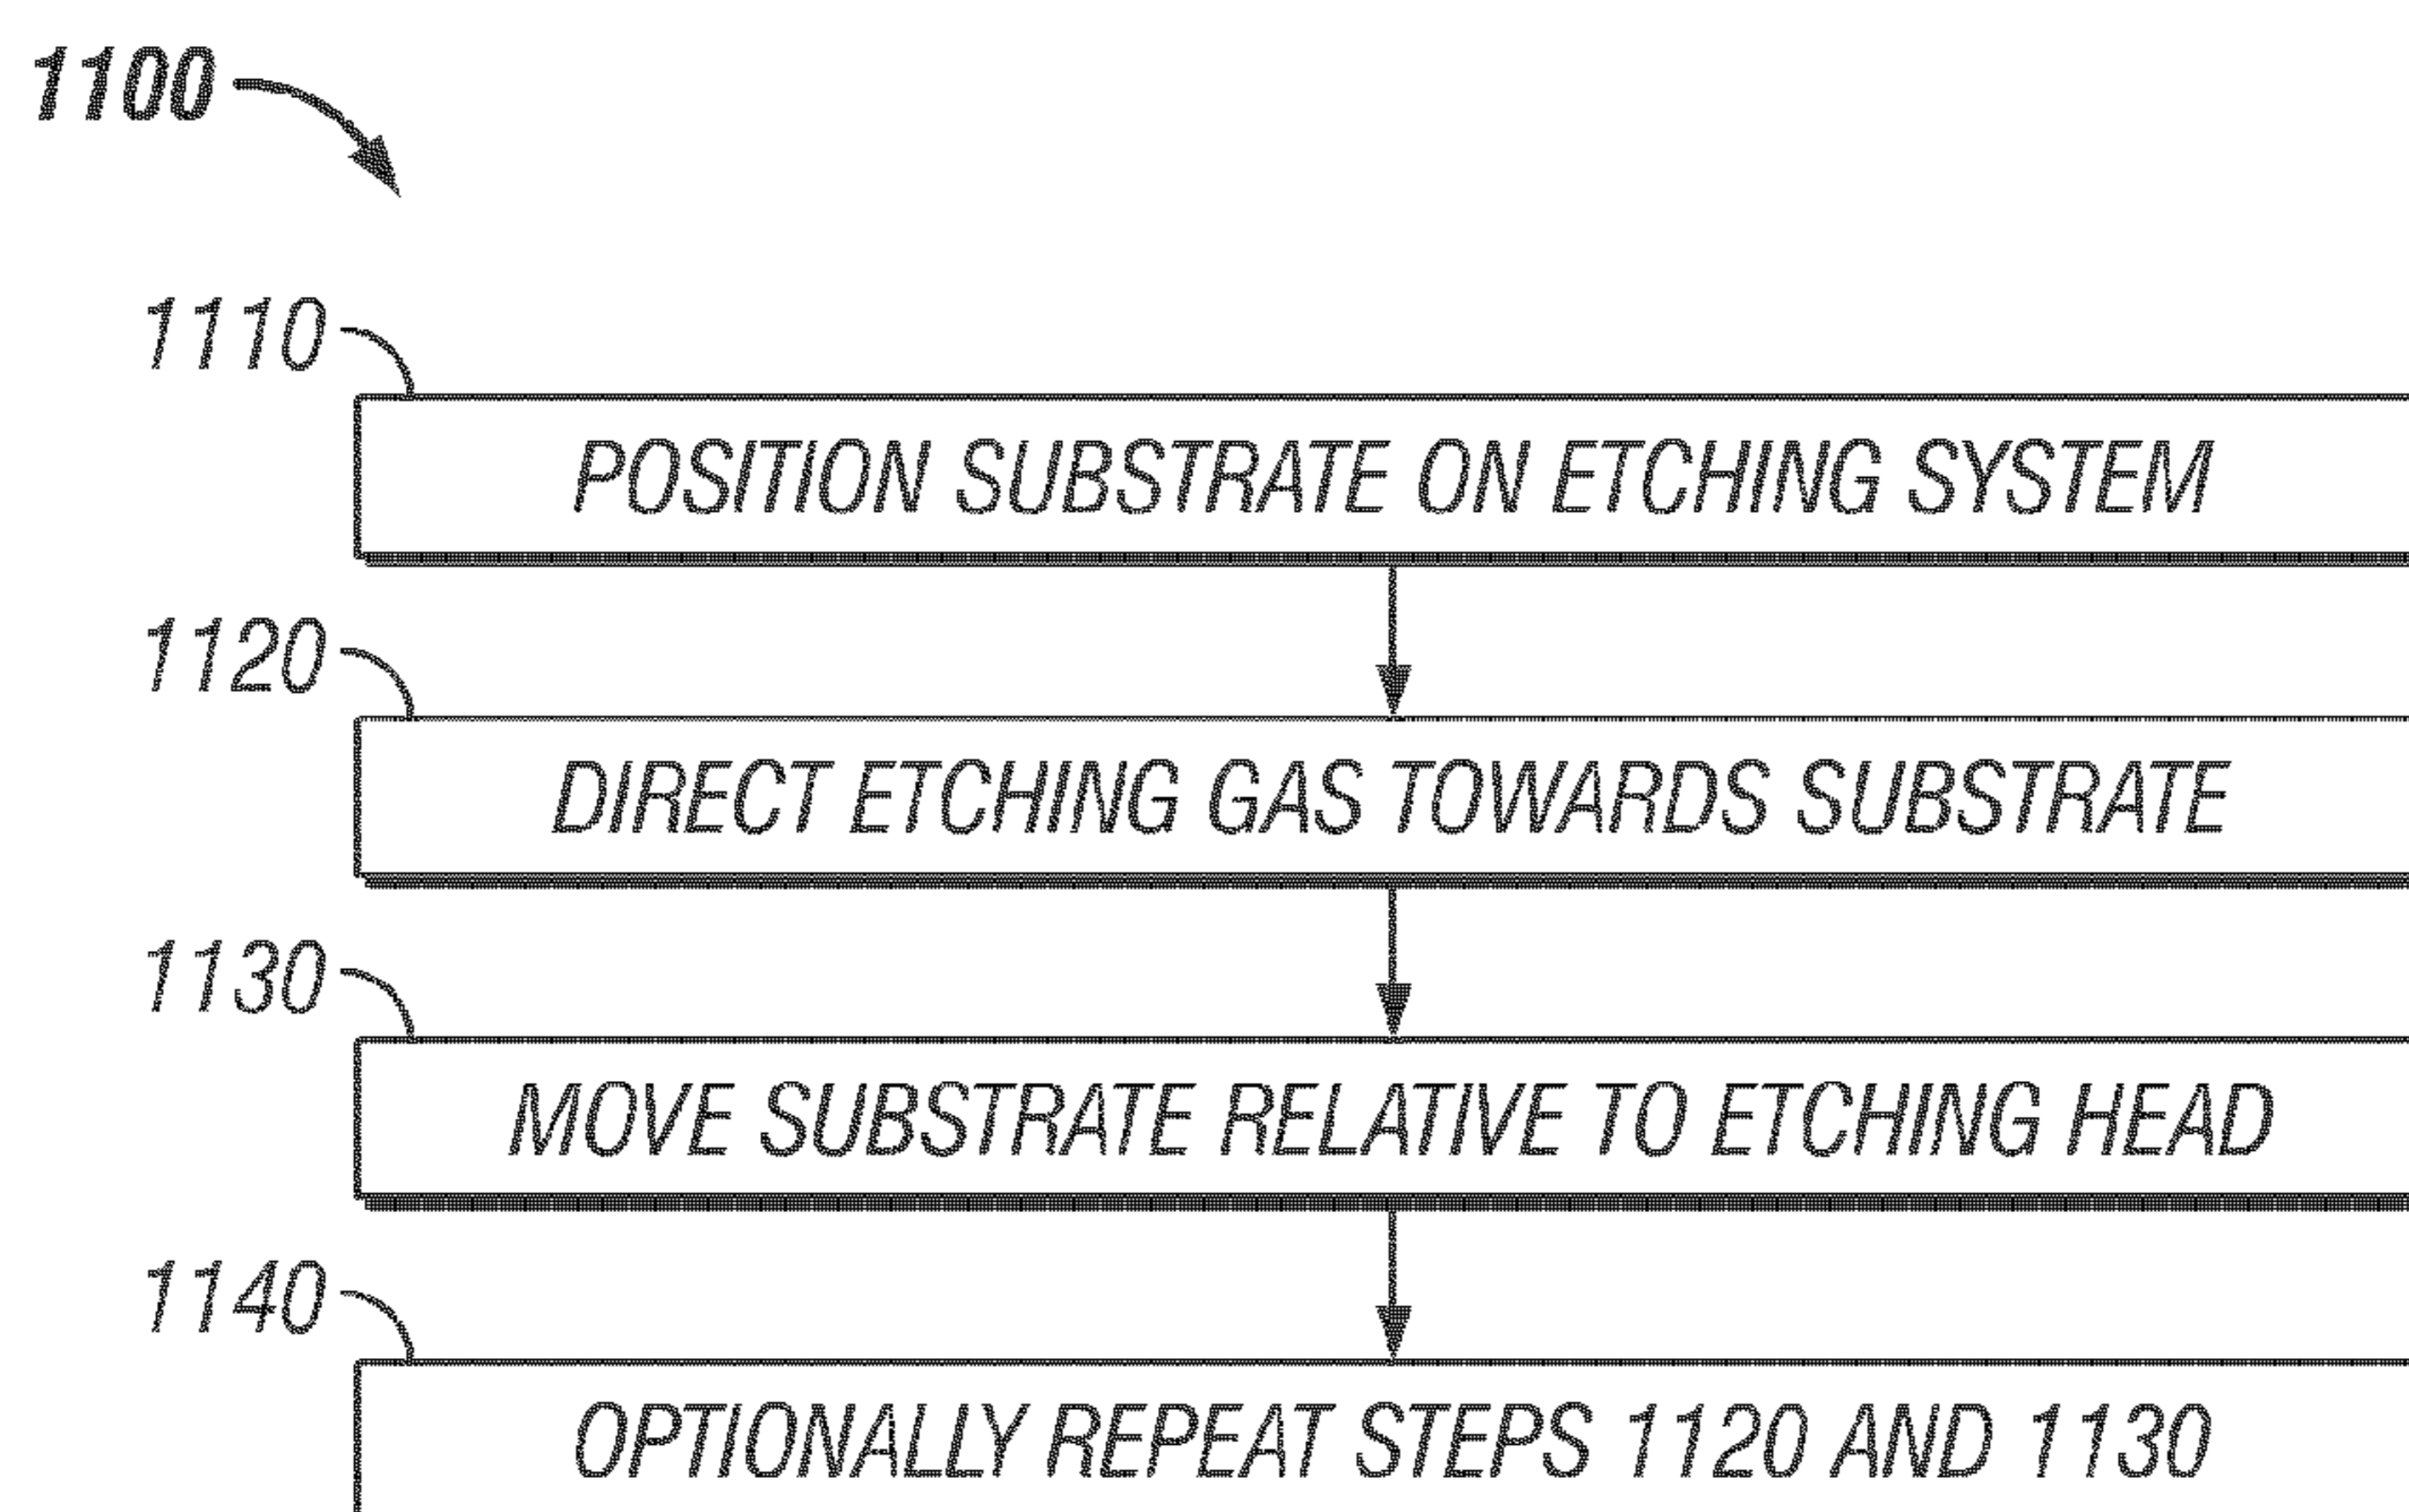 1100
1110
POSITION SUBSTRATE ON ETCHING SYSTEM
1120
DIRECT ETCHING GAS TOWARDS SUBSTRATE
1130
MOVE SUBSTRATE RELATIVE TO ETCHING HEAD
1140
OPTIONALLY REPEAT STEPS 1120 AND 1130